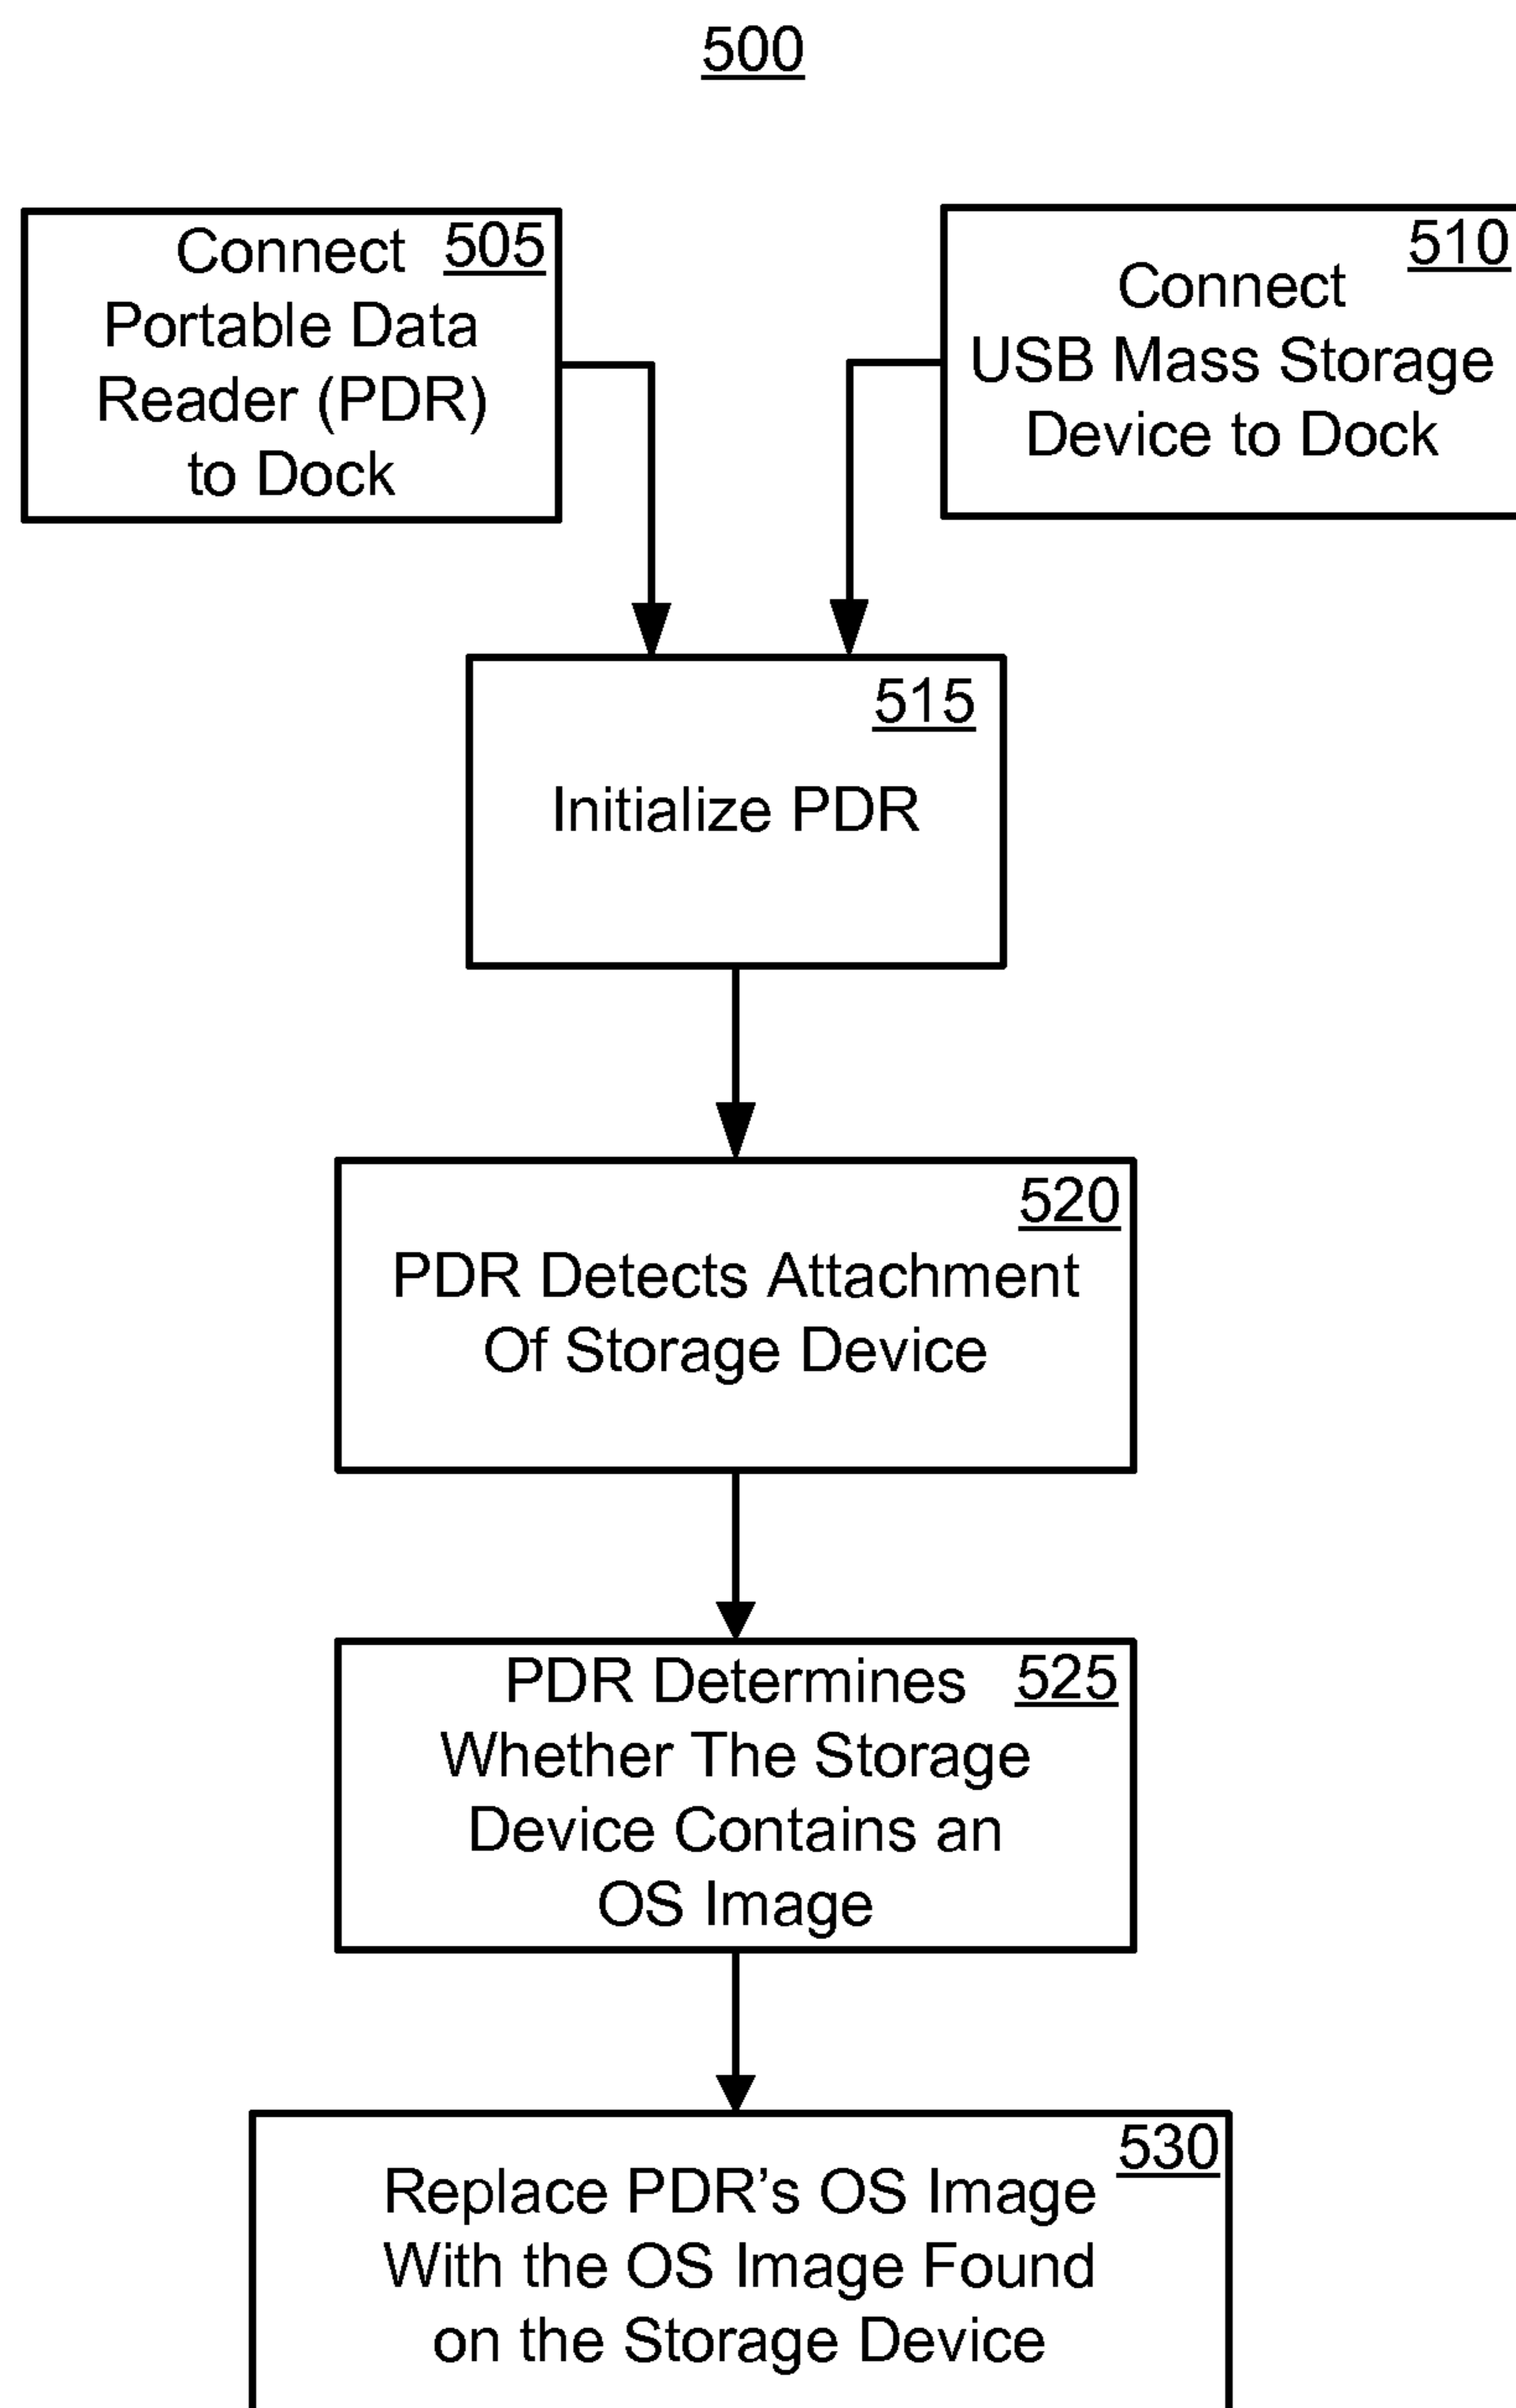 500
Connect 505
Portable Data
Reader (PDR)
to Dock
510
Connect
USB Mass Storage
Device to Dock
515
Initialize PDR
520
PDR Detects Attachment
Of Storage Device
PDR Determines 525
Whether The Storage
Device Contains an
OS Image
530
Replace PDR’s OS Image
With the OS Image Found
on the Storage Device